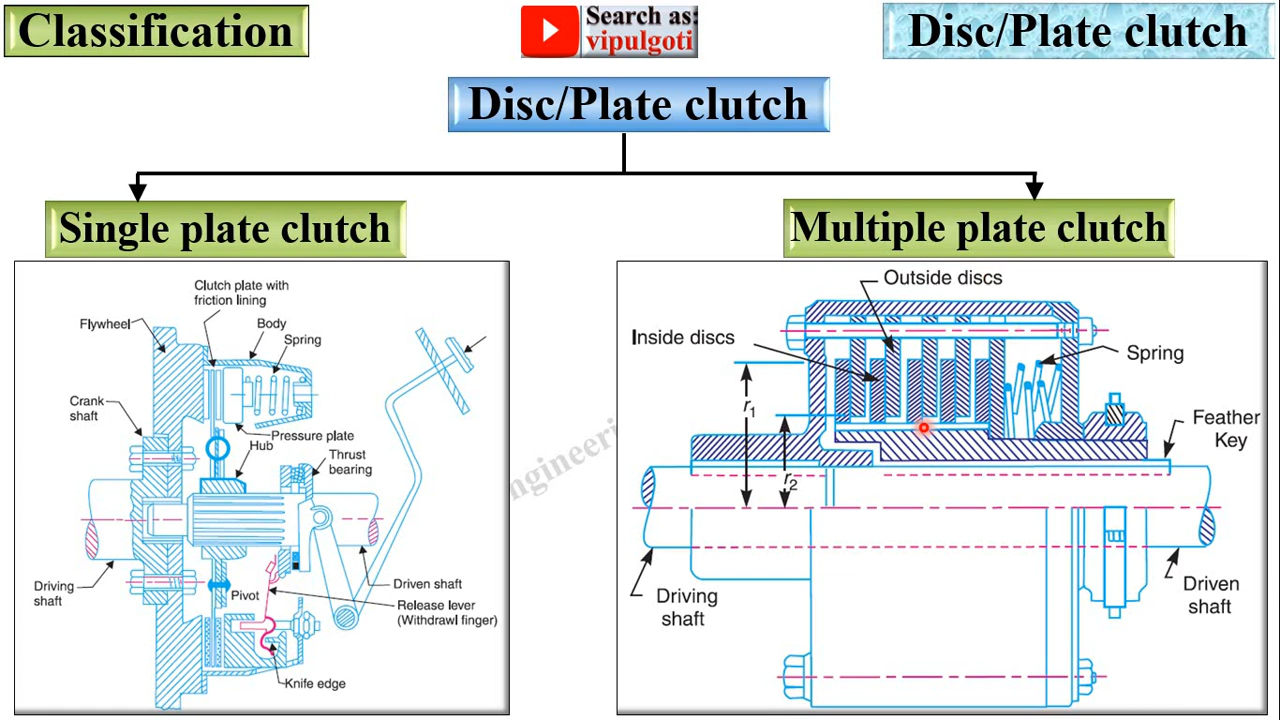 Classification
Search as:
vipulgoti
Disc/Plate clutch
Disc/Plate clutch
Single plate clutch
Multiple plate clutch
Clutch plate with
friction lining
Flywheel
Body
Spring
Crank
shaft
Pressure plate
Hub
Thrust
bearing
Driving
shaft
Pivot
Driven shaft
Release lever
(Withdrawl finger)
Knife edge
Outside discs
Inside discs
Spring
r1
r2
Feather
Key
Driving
shaft
Driven
shaft